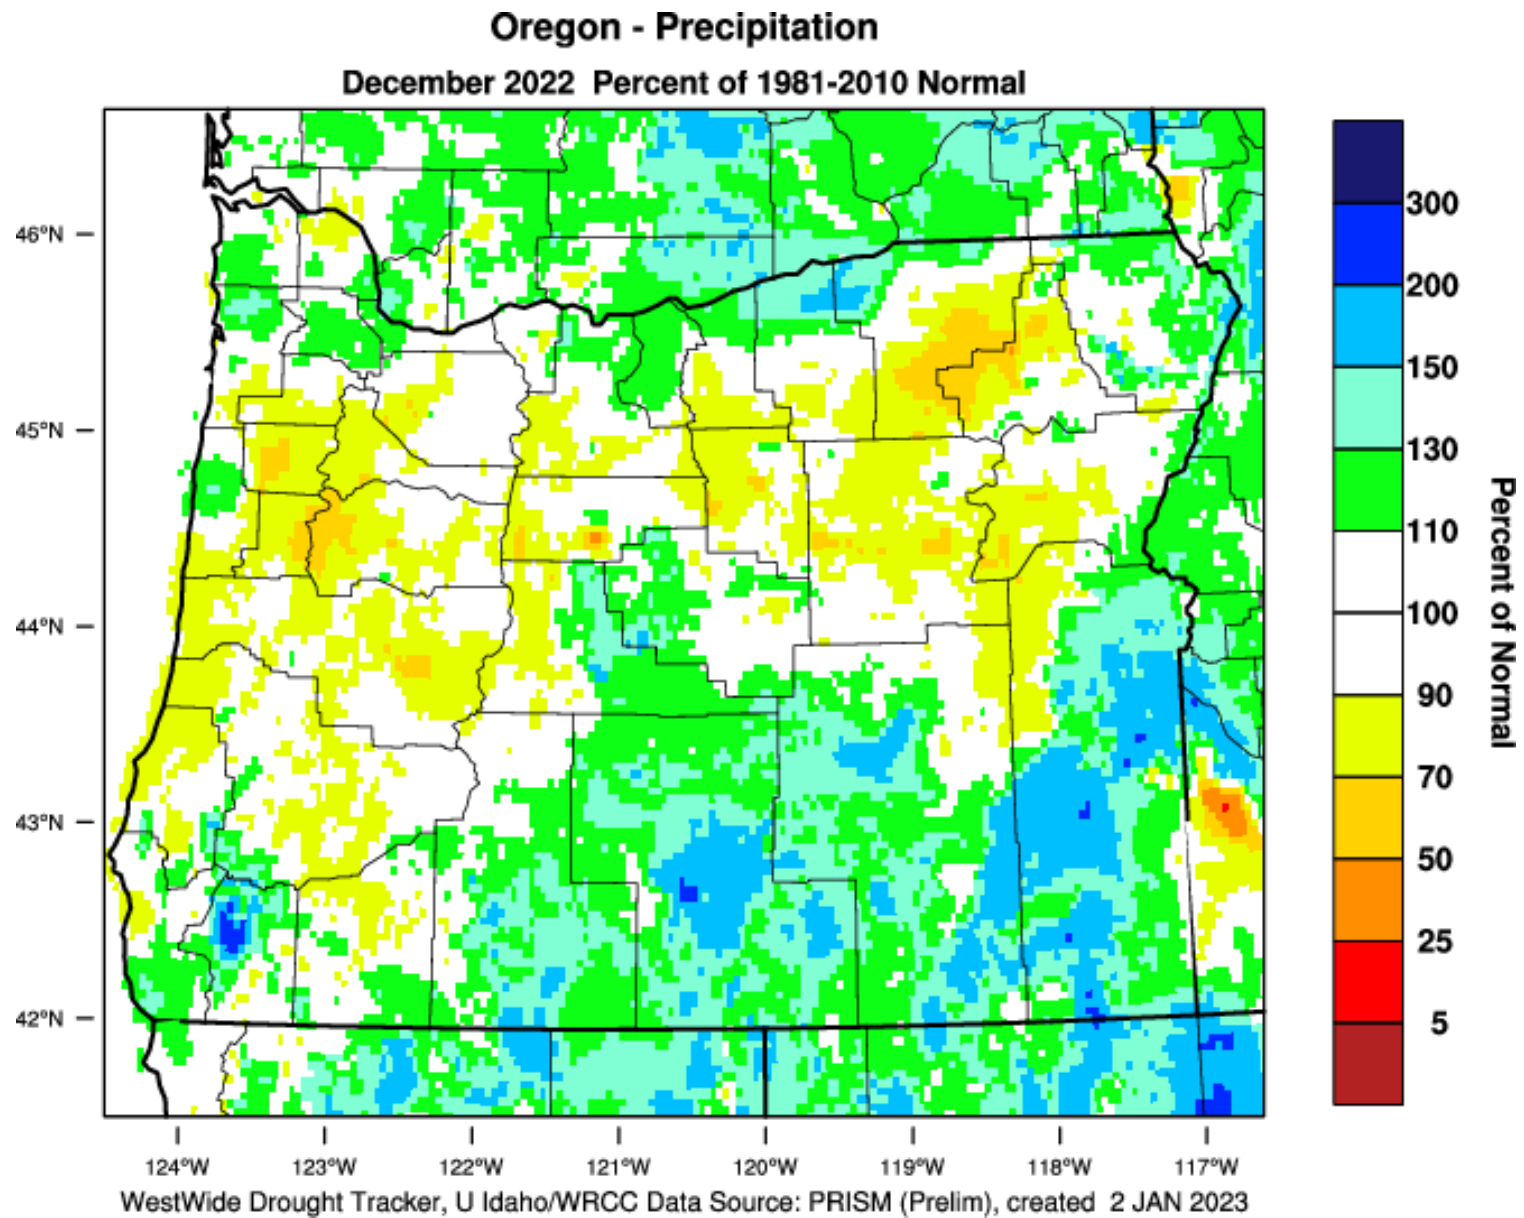 Oregon - Precipitation
December 2022 Percent of 1981-2010 Normal
46°N
45°N
44°N
43°N
42°N
124°W 123°W 122°W 121°W 120°W 119°W 118°W 117°W
300
200
150
130
110
100
90
70
50
25
5
Percent of Normal
WestWide Drought Tracker, U Idaho/WRCC Data Source: PRISM (Prelim), created 2 JAN 2023